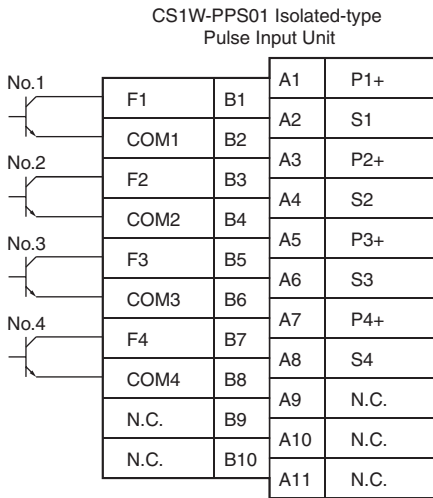 CS1W-PPS01 Isolated-type
Pulse Input Unit
No.1
No.2
No.3
No.4
F1 B1
COM1 B2
F2 B3
COM2 B4
F3 B5
COM3 B6
F4 B7
COM4 B8
N.C. B9
N.C. B10
A1 P1+
A2 S1
A3 P2+
A4 S2
A5 P3+
A6 S3
A7 P4+
A8 S4
A9 N.C.
A10 N.C.
A11 N.C.